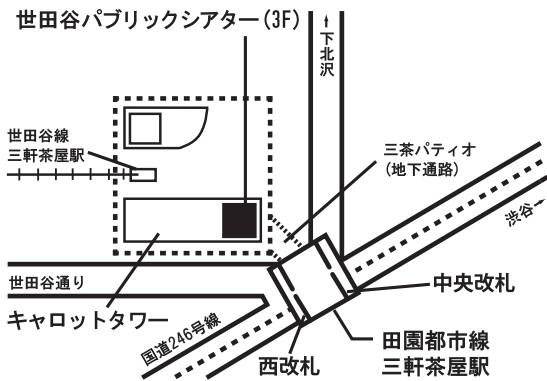 世田谷パブリックシアター(3F)
↑下北沢
世田谷線
三軒茶屋駅
三茶パティオ
(地下通路)
渋谷→
世田谷通り
中央改札
キャロットタワー
国道246号線
西改札
田園都市線
三軒茶屋駅